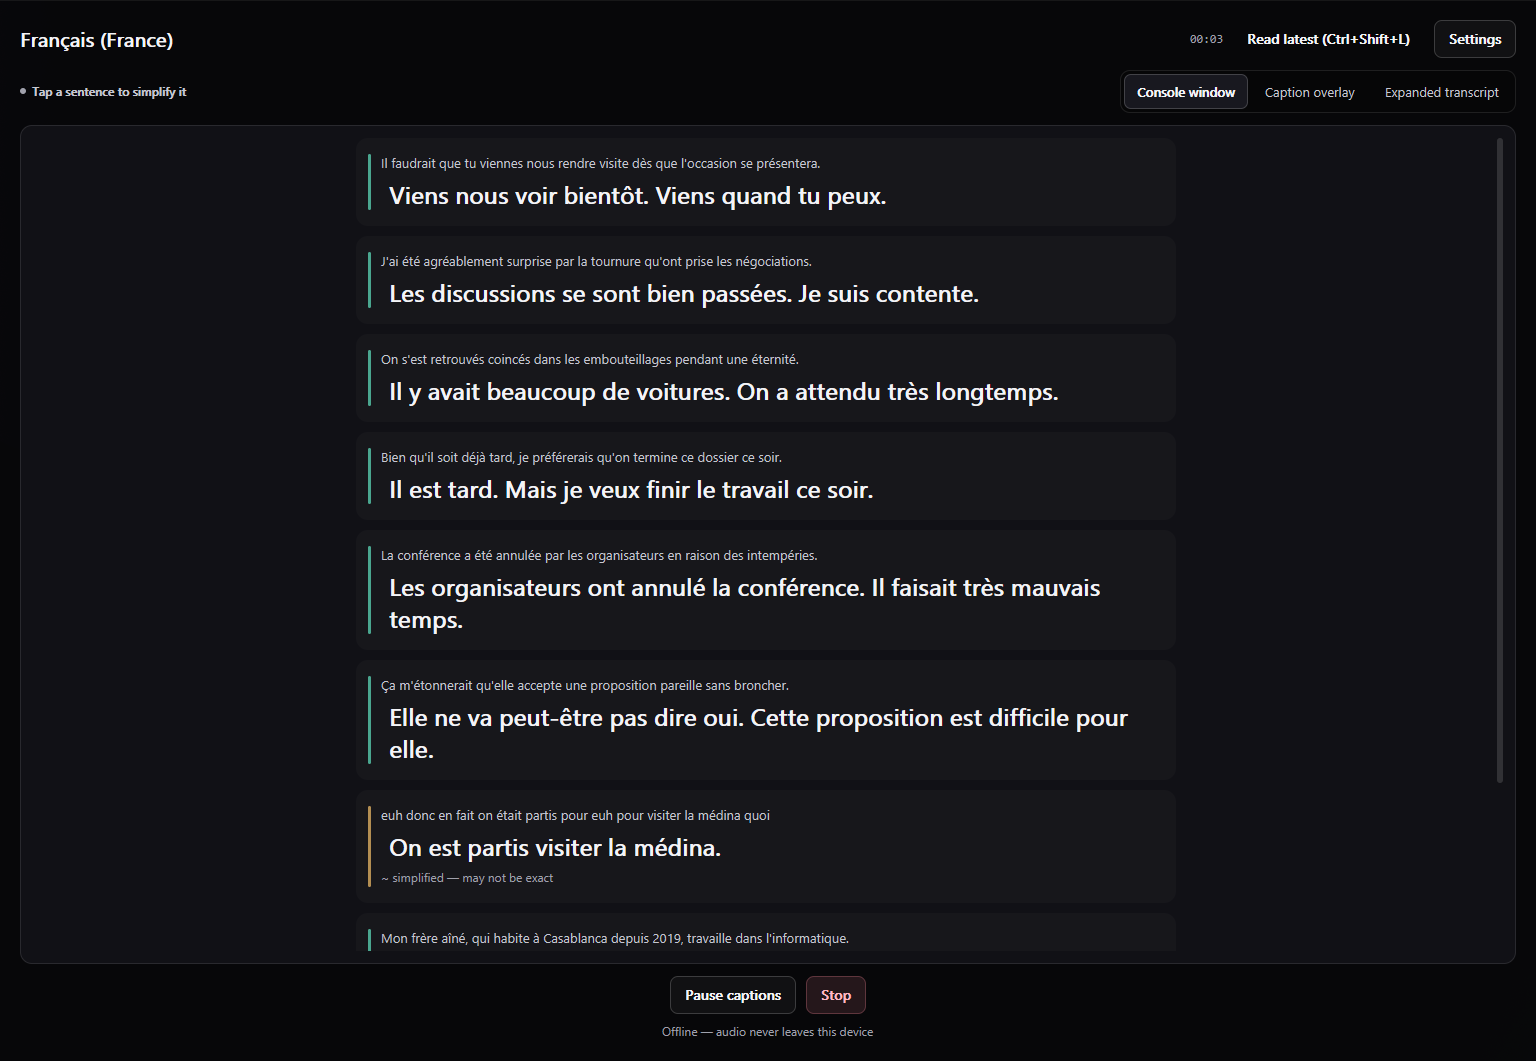 Français (France)
00:03
Read latest (Ctrl+Shift+L)
Settings
Tap a sentence to simplify it
Console window
Caption overlay
Expanded transcript
Il faudrait que tu viennes nous rendre visite dès que l'occasion se présentera.
Viens nous voir bientôt. Viens quand tu peux.
J'ai été agréablement surprise par la tournure qu'ont prise les négociations.
Les discussions se sont bien passées. Je suis contente.
On s'est retrouvés coincés dans les embouteillages pendant une éternité.
Il y avait beaucoup de voitures. On a attendu très longtemps.
Bien qu'il soit déjà tard, je préférerais qu'on termine ce dossier ce soir.
Il est tard. Mais je veux finir le travail ce soir.
La conférence a été annulée par les organisateurs en raison des intempéries.
Les organisateurs ont annulé la conférence. Il faisait très mauvais
temps.
Ça m'étonnerait qu'elle accepte une proposition pareille sans broncher.
Elle ne va peut-être pas dire oui. Cette proposition est difficile pour
elle.
euh donc en fait on était partis pour euh pour visiter la médina quoi
On est partis visiter la médina.
~ simplified — may not be exact
Mon frère aîné, qui habite à Casablanca depuis 2019, travaille dans l'informatique.
Pause captions
Stop
Offline — audio never leaves this device